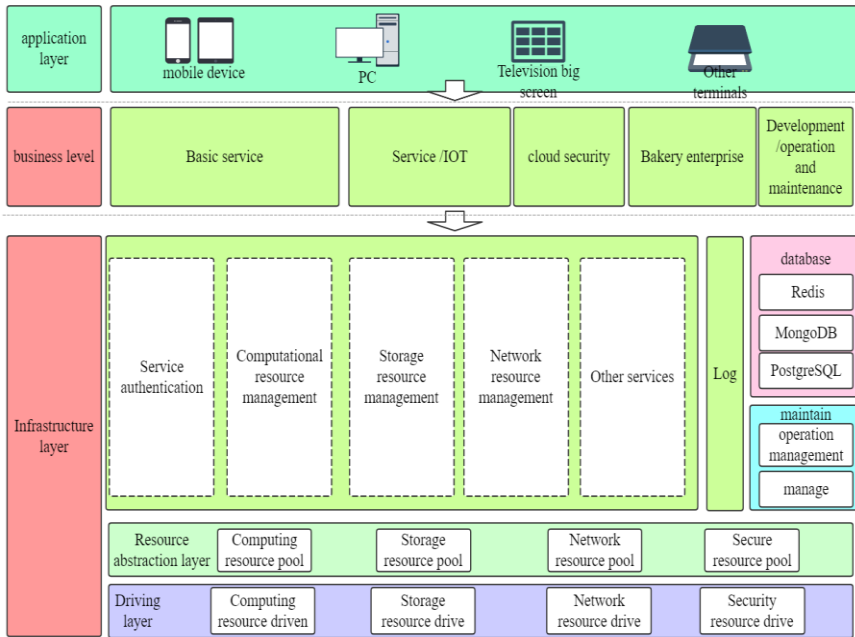 application
layer
mobile device
PC
Television big
screen
Other
terminals
business level
Basic service
Service /IOT
cloud security
Bakery enterprise
Development
/operation
and
maintenance
Infrastructure
layer
Service
authentication
Computational
resource
management
Storage
resource
management
Network
resource
management
Other services
Log
database
Redis
MongoDB
PostgreSQL
maintain
operation
management
manage
Resource
abstraction layer
Computing
resource pool
Storage
resource pool
Network
resource pool
Secure
resource pool
Driving
layer
Computing
resource driven
Storage
resource drive
Network
resource drive
Security
resource drive